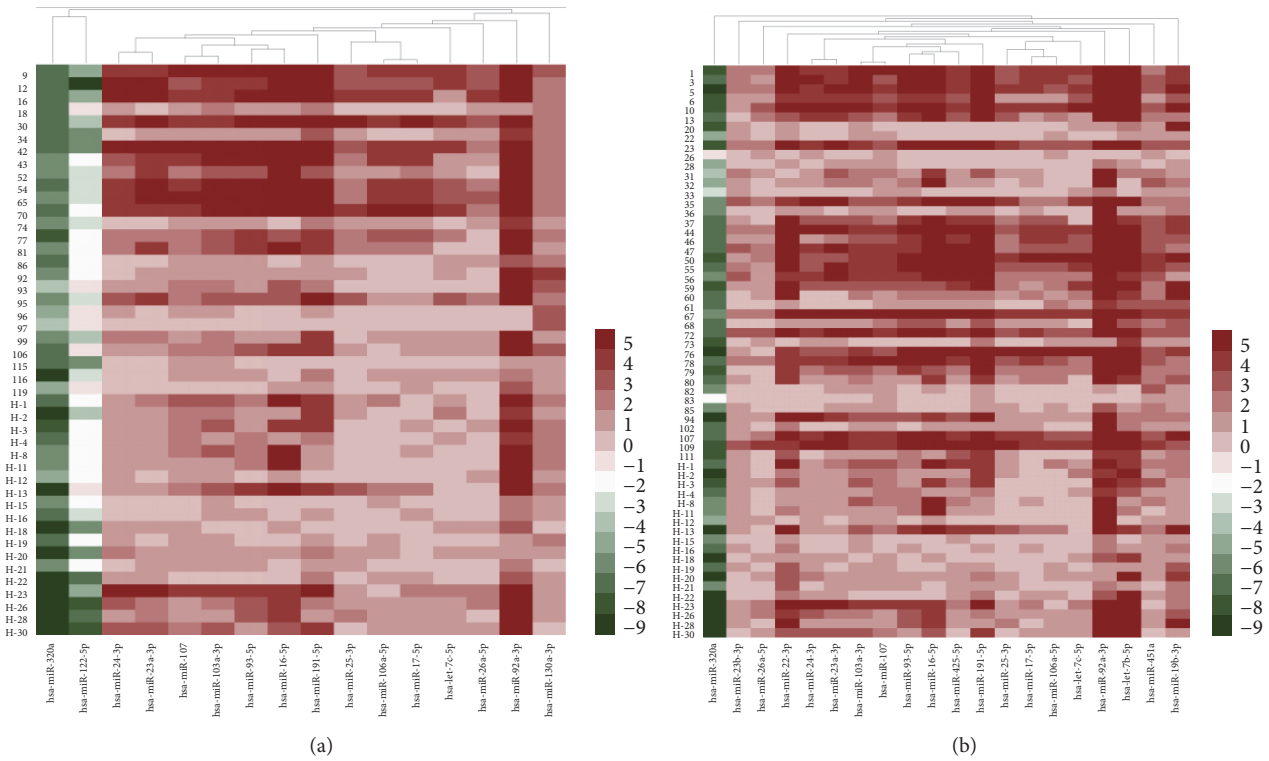 9
12
16
18
30
34
42
43
52
54
65
70
74
77
81
86
92
93
95
96
97
99
106
115
116
119
H-1
H-2
H-3
H-4
H-8
H-11
H-12
H-13
H-15
H-16
H-18
H-19
H-20
H-21
H-22
H-23
H-26
H-28
H-30
hsa-miR-320a
hsa-miR-122-5p
hsa-miR-24-3p
hsa-miR-23a-3p
hsa-miR-107
hsa-miR-103a-3p
hsa-miR-93-5p
hsa-miR-16-5p
hsa-miR-191-5p
hsa-miR-25-3p
hsa-miR-106a-5p
hsa-miR-17-5p
hsa-let-7c-5p
hsa-miR-26a-5p
hsa-miR-92a-3p
hsa-miR-130a-3p
5
4
3
2
1
0
−1
−2
−3
−4
−5
−6
−7
−8
−9
(a)
1
3
5
6
10
13
20
22
23
26
28
31
32
33
35
36
37
44
46
47
50
55
56
59
60
61
67
68
72
73
76
78
79
80
82
83
85
94
102
107
109
111
H-1
H-2
H-3
H-4
H-8
H-11
H-12
H-13
H-15
H-16
H-18
H-19
H-20
H-21
H-22
H-23
H-26
H-28
H-30
hsa-miR-320a
hsa-miR-23b-3p
hsa-miR-26a-5p
hsa-miR-22-3p
hsa-miR-24-3p
hsa-miR-23a-3p
hsa-miR-103a-3p
hsa-miR-107
hsa-miR-93-5p
hsa-miR-16-5p
hsa-miR-425-5p
hsa-miR-191-5p
hsa-miR-25-3p
hsa-miR-17-5p
hsa-miR-106a-5p
hsa-let-7c-5p
hsa-miR-92a-3p
hsa-let-7b-5p
hsa-miR-451a
hsa-miR-19b-3p
5
4
3
2
1
0
−1
−2
−3
−4
−5
−6
−7
−8
−9
(b)